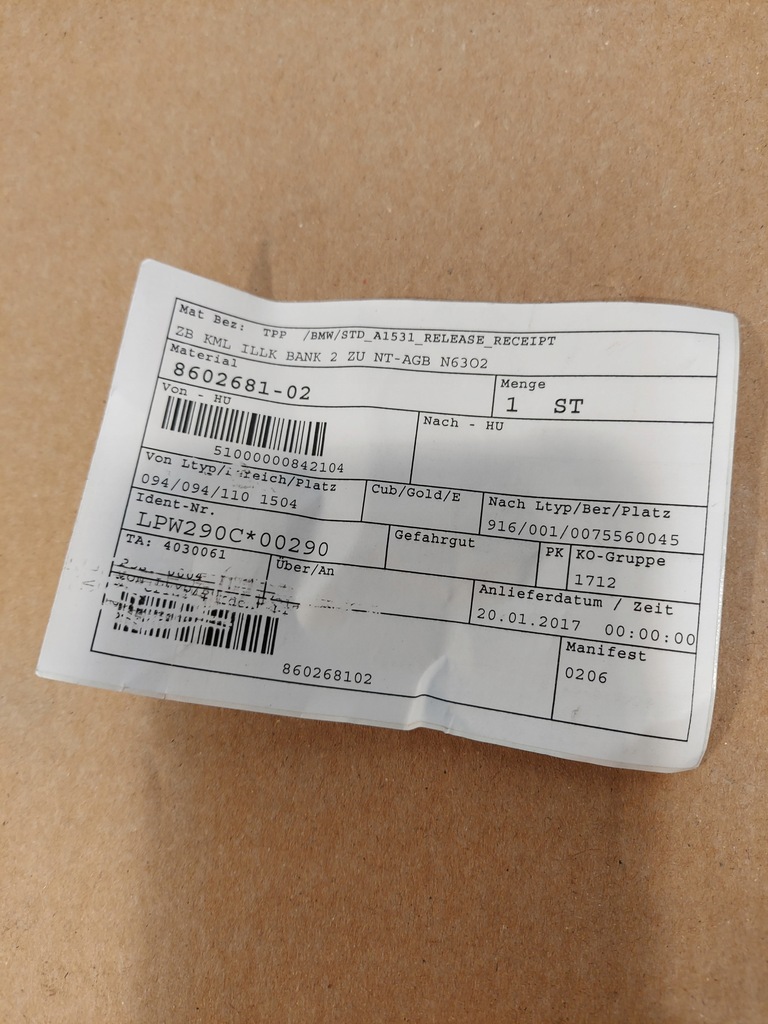 Mat Bez: TPP /BMW/STD_A1531_RELEASE_RECEIPT
ZB KML ILLK BANK 2 ZU NT-AGB N63O2
Material
8602681-02
Menge
1 ST
Von - HU
51000000842104
Nach - HU
Von Ltyp/ reich/Platz
094/094/110 1504
Cub/Gold/E
Nach Ltyp/Ber/Platz
916/001/0075560045
Ident-Nr.
LPW290C*00290
Gefahrgut
PK
KO-Gruppe
1712
TA: 4030061
Über/An
Anlieferdatum / Zeit
20.01.2017 00:00:00
860268102
Manifest
0206